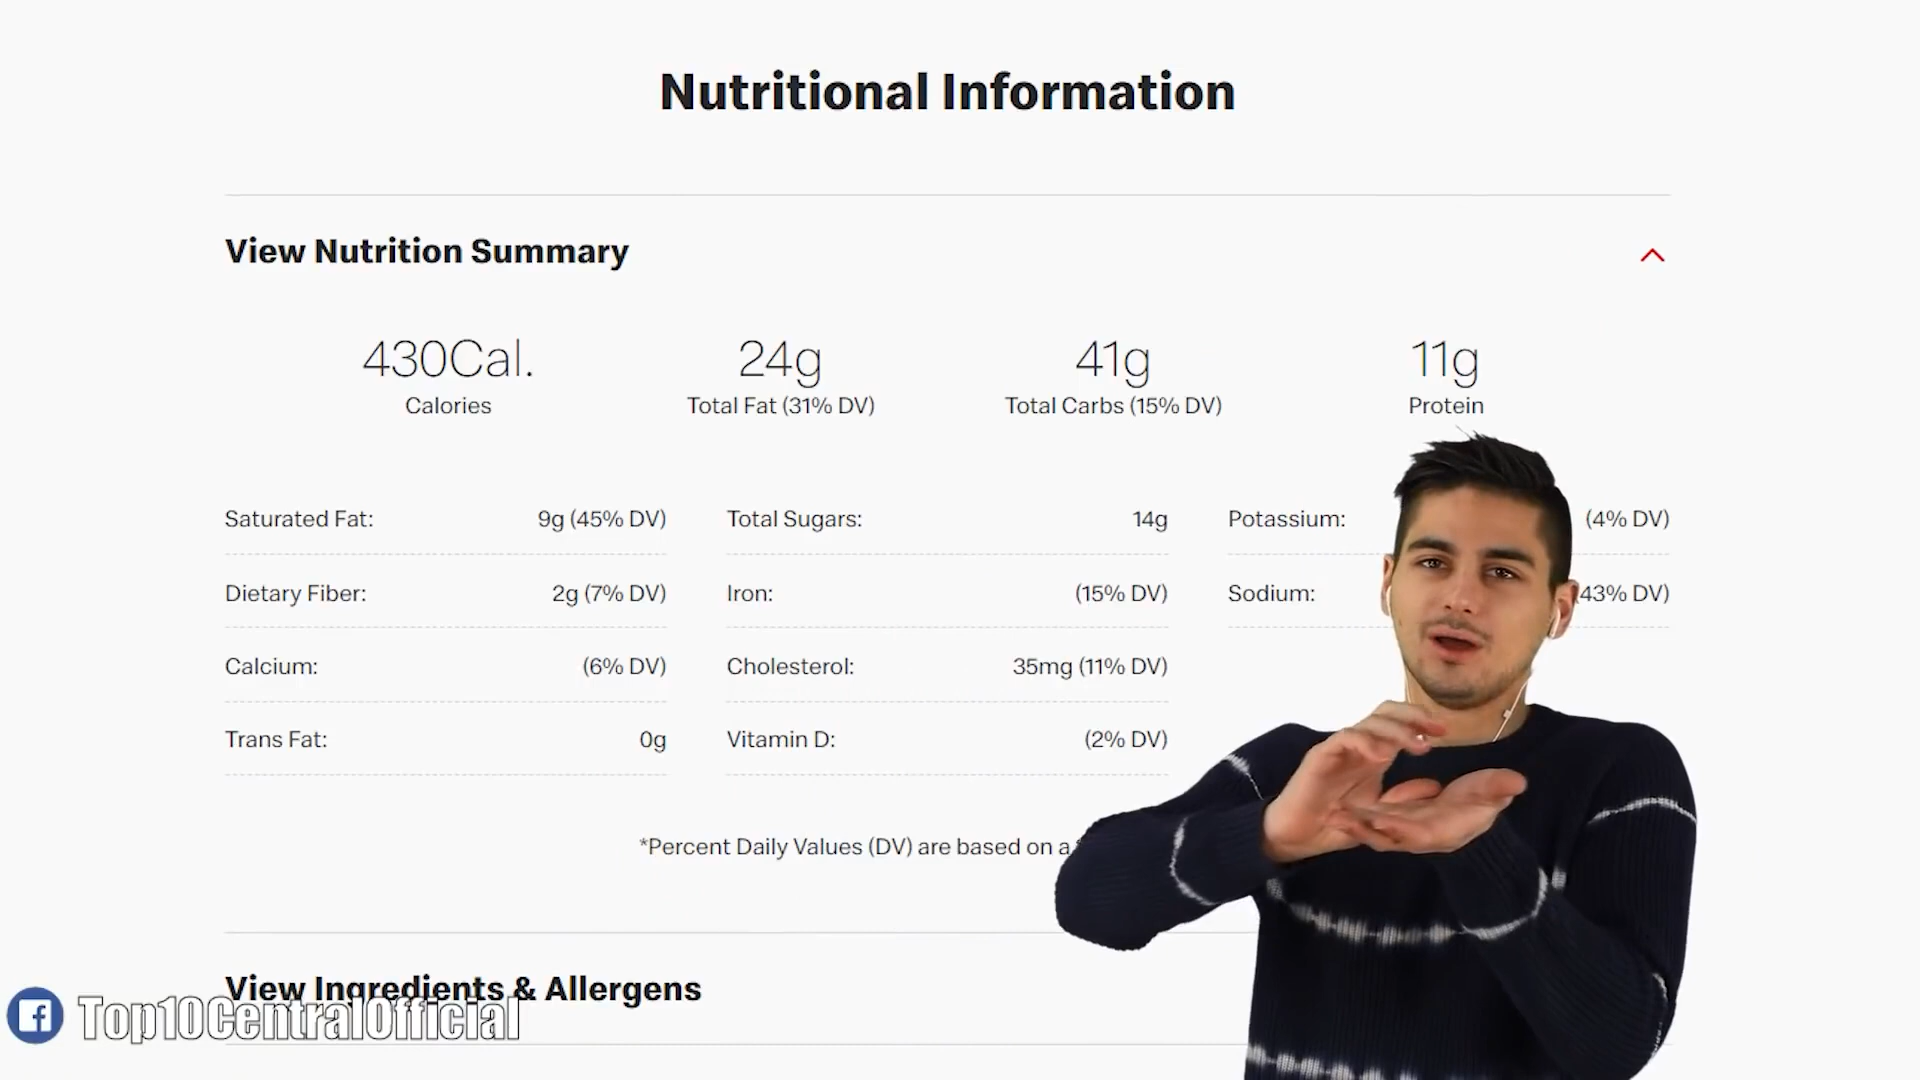 Nutritional Information
View Nutrition Summary
430Cal.
Calories
24g
Total Fat (31% DV)
41g
Total Carbs (15% DV)
11g
Protein
Saturated Fat: 9g (45% DV)
Dietary Fiber: 2g (7% DV)
Calcium: (6% DV)
Trans Fat: 0g
Total Sugars: 14g
Iron: (15% DV)
Cholesterol: 35mg (11% DV)
Vitamin D: (2% DV)
Potassium: (4% DV)
Sodium: 43% DV)
*Percent Daily Values (DV) are based on a
View Ingredients & Allergens
Top10CentralOfficial